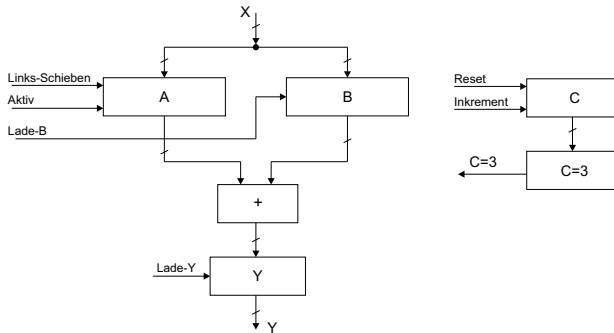 X
Links-Schieben
Aktiv
A
B
Lade-B
Reset
Inkrement
C
C=3
C=3
+
Lade-Y
Y
Y